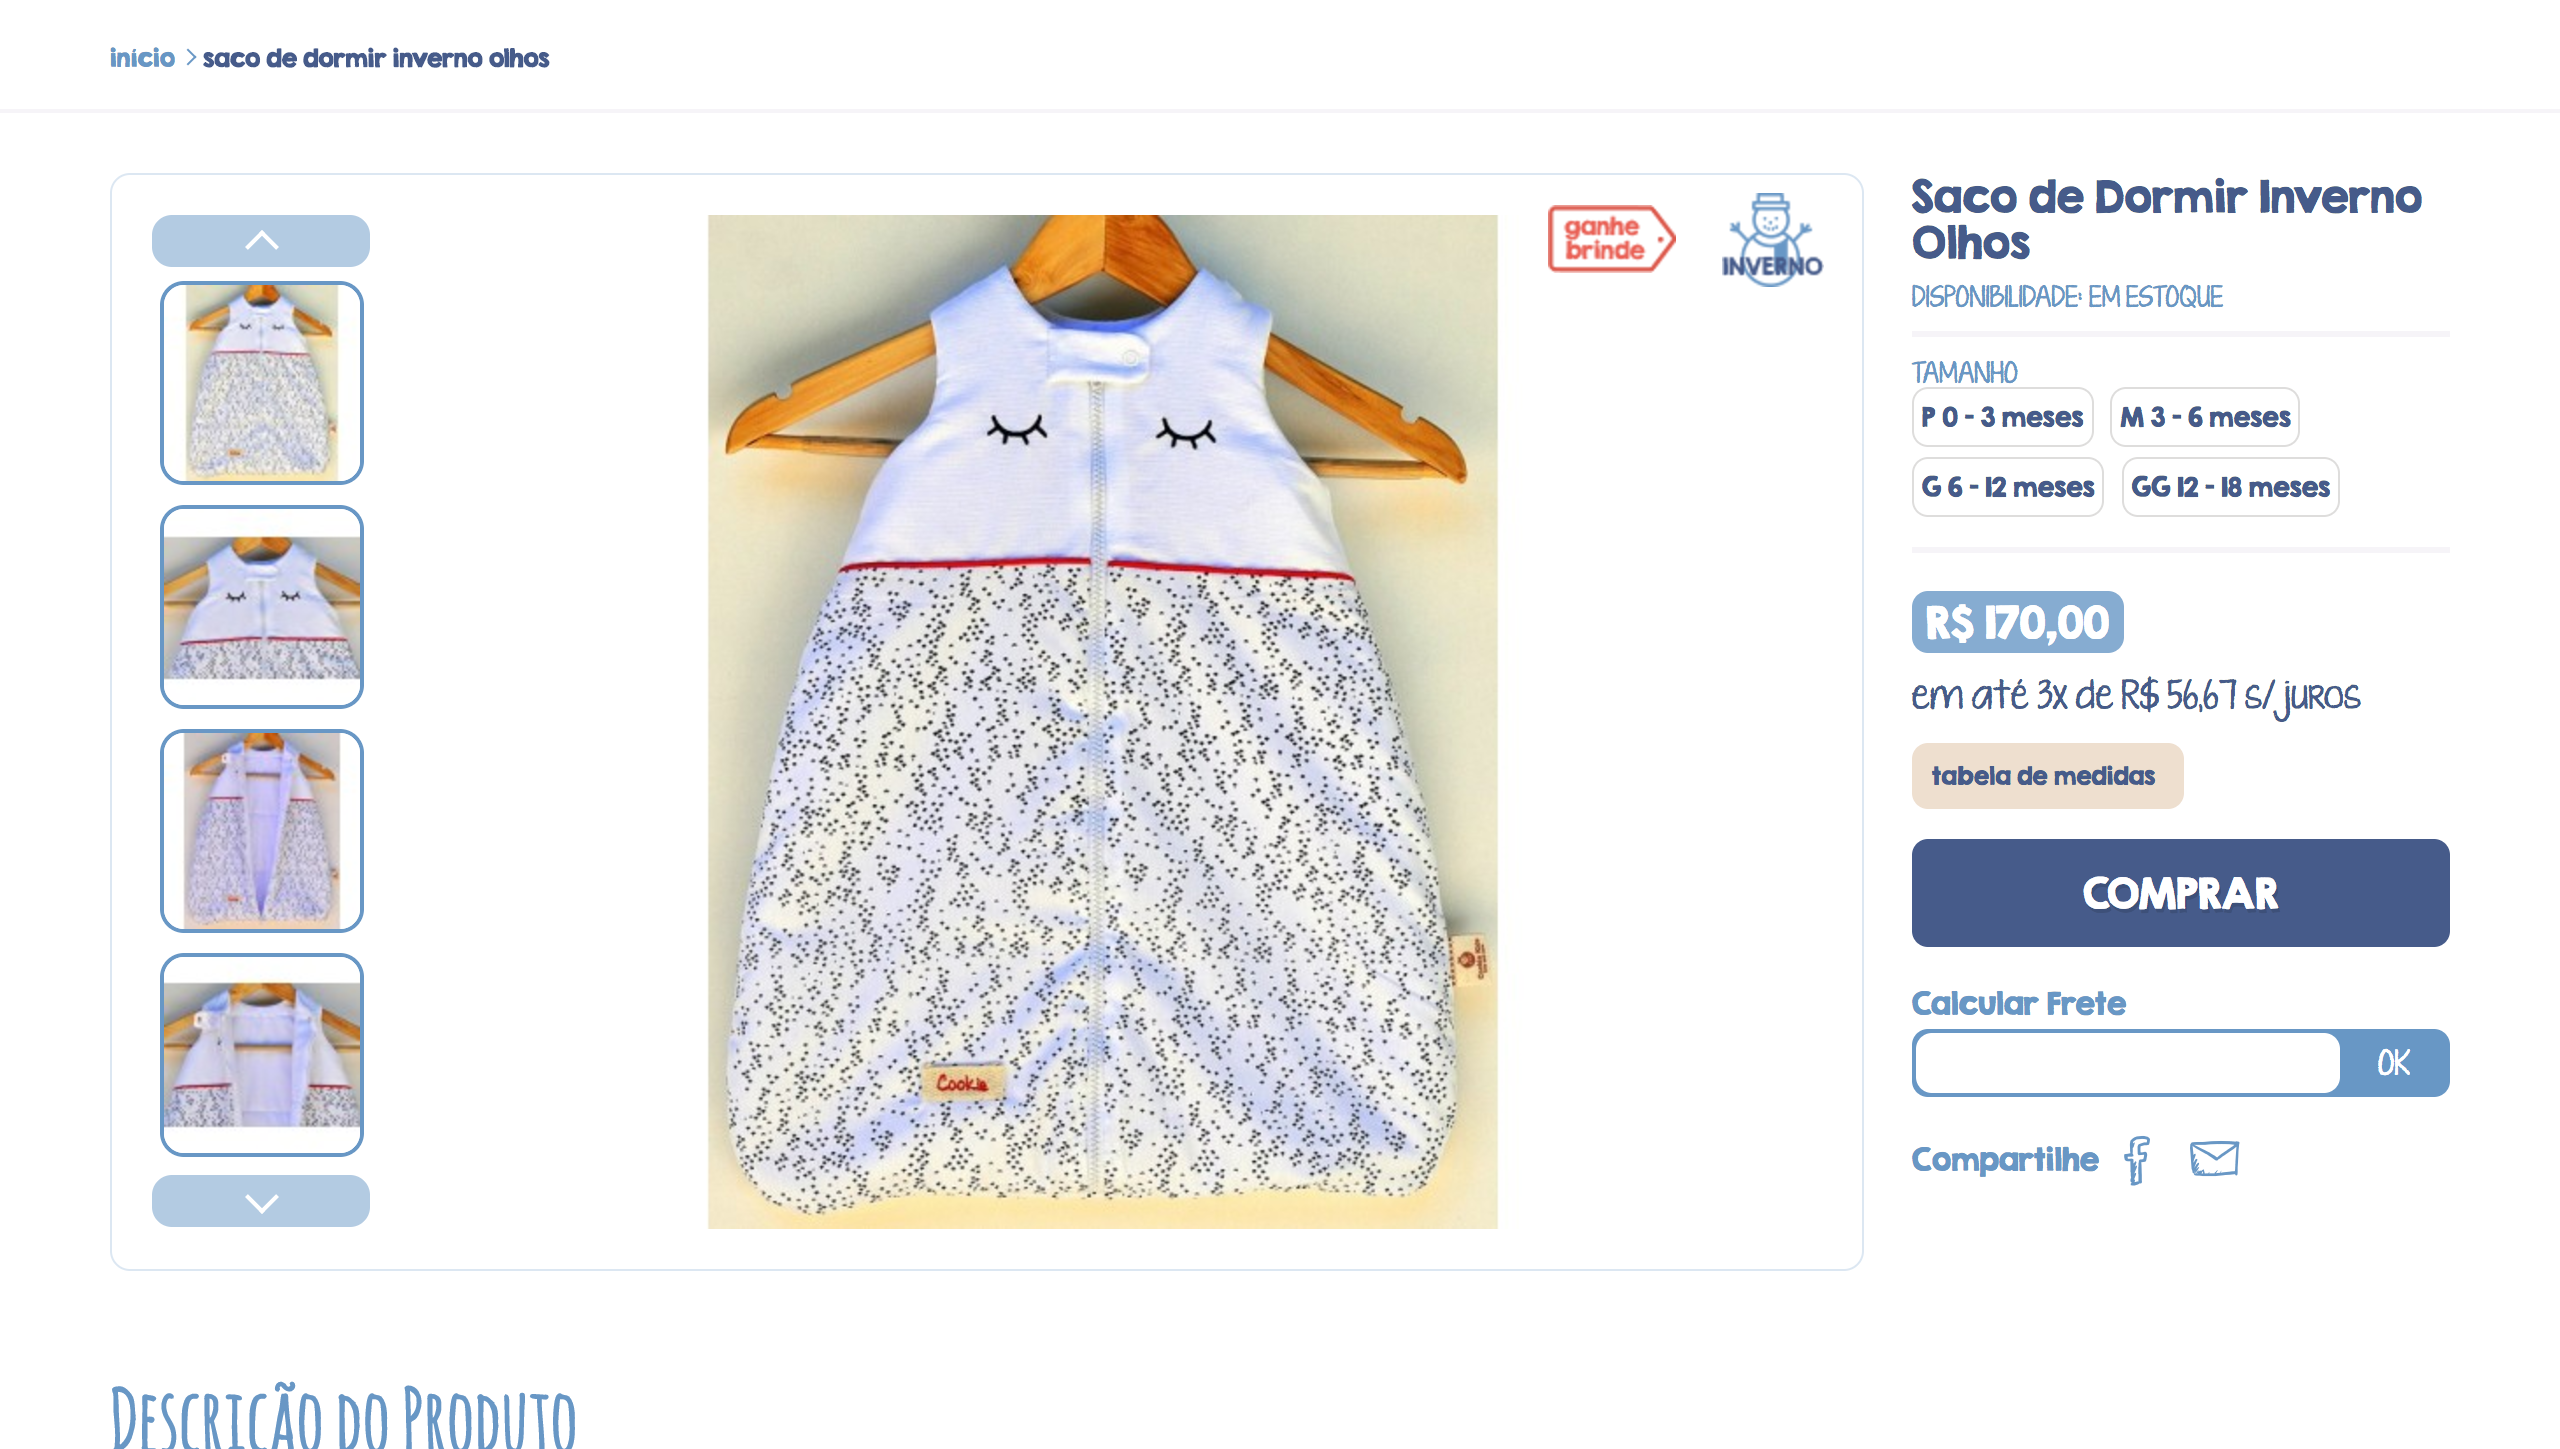 início > saco de dormir inverno olhos
ganhe
brinde
INVERNO
Cookie
Saco de Dormir Inverno
Olhos
DISPONIBILIDADE: EM ESTOQUE
TAMANHO
P 0 - 3 meses
M 3 - 6 meses
G 6 - 12 meses
GG 12 - 18 meses
R$ 170,00
em até 3x de R$ 56,67 s/ juros
tabela de medidas
COMPRAR
Calcular Frete
OK
Compartilhe
DESCRIÇÃO DO PRODUTO